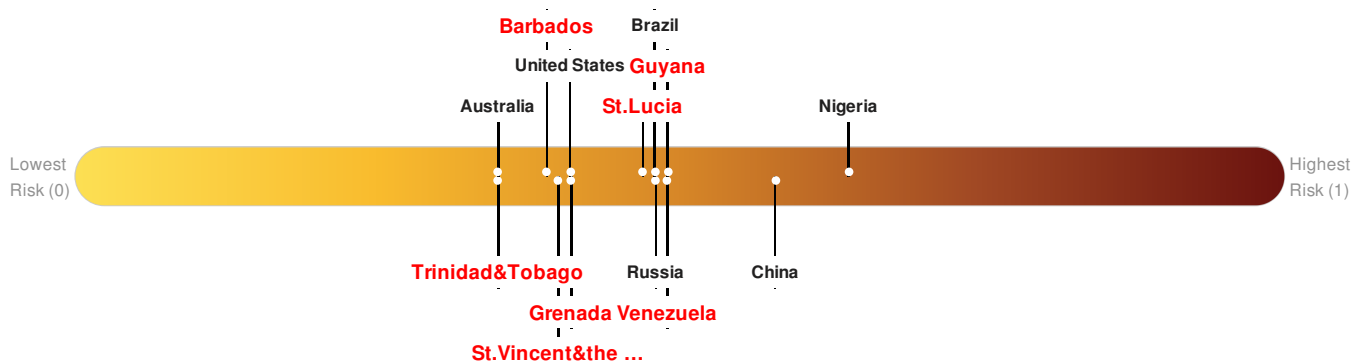 Barbados
Brazil
United States
Guyana
Australia
St.Lucia
Nigeria
Lowest
Risk (0)
Highest
Risk (1)
Trinidad&Tobago
Russia
China
Grenada
Venezuela
St.Vincent&the ...